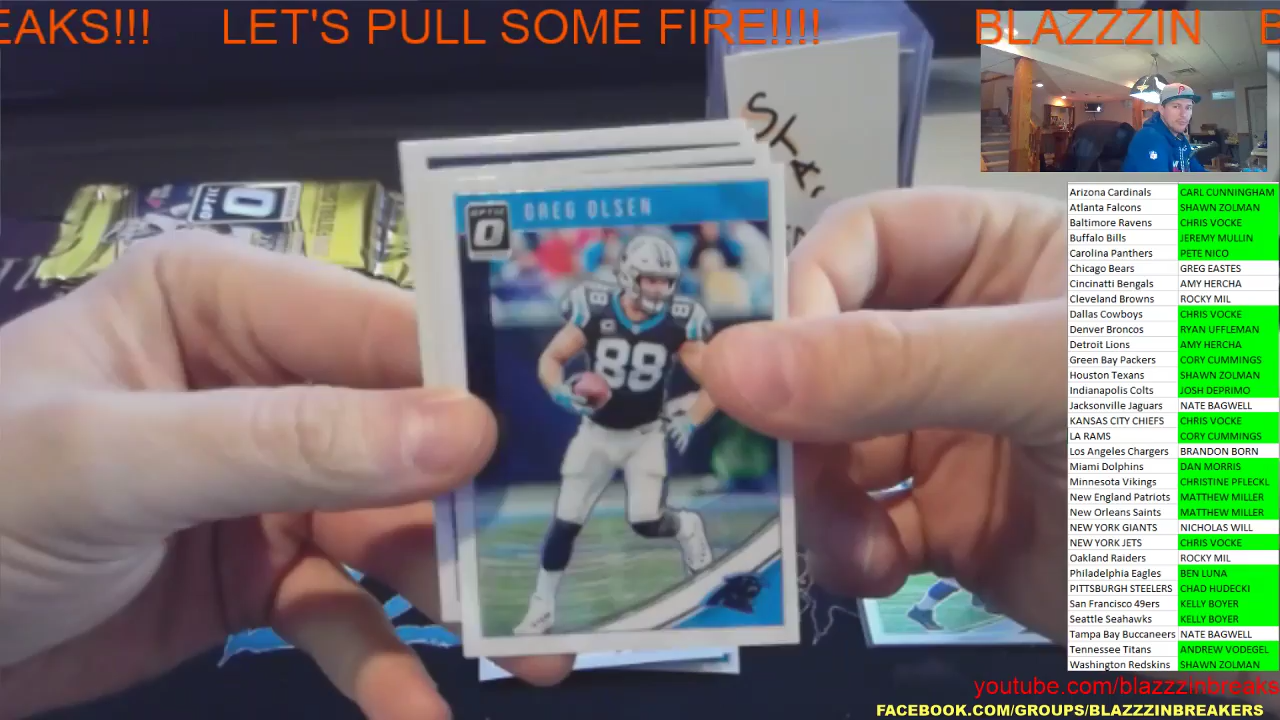 EAKS!!! LET'S PULL SOME FIRE!!!! BLAZZZIN B
OPTIC
GREG OLSEN
88
88
88
Arizona Cardinals CARL CUNNINGHAM
Atlanta Falcons SHAWN ZOLMAN
Baltimore Ravens CHRIS VOCKE
Buffalo Bills JEREMY MULLIN
Carolina Panthers PETE NICO
Chicago Bears GREG EASTES
Cincinatti Bengals AMY HERCHA
Cleveland Browns ROCKY MIL
Dallas Cowboys CHRIS VOCKE
Denver Broncos RYAN UFFLEMAN
Detroit Lions AMY HERCHA
Green Bay Packers CORY CUMMINGS
Houston Texans SHAWN ZOLMAN
Indianapolis Colts JOSH DEPRIMO
Jacksonville Jaguars NATE BAGWELL
KANSAS CITY CHIEFS CHRIS VOCKE
LA RAMS CORY CUMMINGS
Los Angeles Chargers BRANDON BORN
Miami Dolphins DAN MORRIS
Minnesota Vikings CHRISTINE PFLECKL
New England Patriots MATTHEW MILLER
New Orleans Saints MATTHEW MILLER
NEW YORK GIANTS NICHOLAS WILL
NEW YORK JETS CHRIS VOCKE
Oakland Raiders ROCKY MIL
Philadelphia Eagles BEN LUNA
PITTSBURGH STEELERS CHAD HUDECKI
San Francisco 49ers KELLY BOYER
Seattle Seahawks KELLY BOYER
Tampa Bay Buccaneers NATE BAGWELL
Tennessee Titans ANDREW VODEGEL
Washington Redskins SHAWN ZOLMAN
youtube.com/blazzzinbreaks
FACEBOOK.COM/GROUPS/BLAZZZINBREAKERS